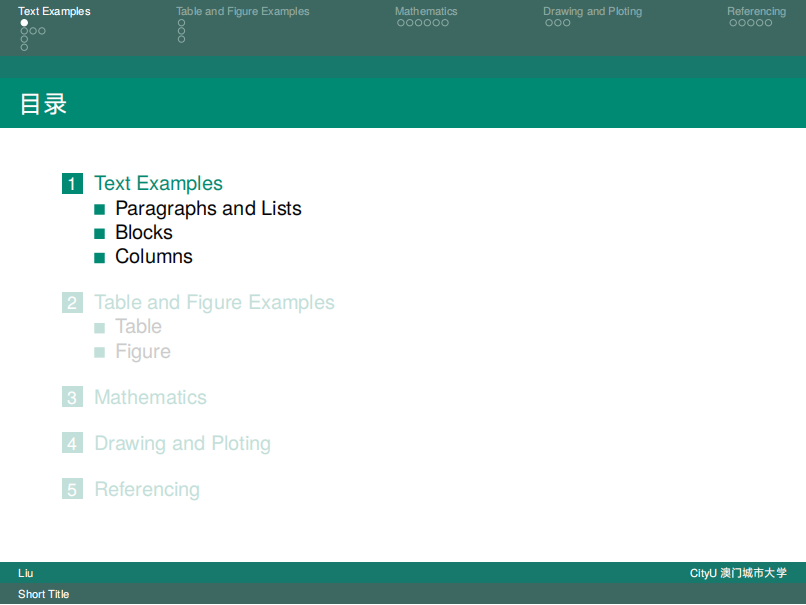 Text Examples
Table and Figure Examples
Mathematics
Drawing and Ploting
Referencing
目录
1 Text Examples
Paragraphs and Lists
Blocks
Columns
2 Table and Figure Examples
Table
Figure
3 Mathematics
4 Drawing and Ploting
5 Referencing
Liu
CityU 澳门城市大学
Short Title